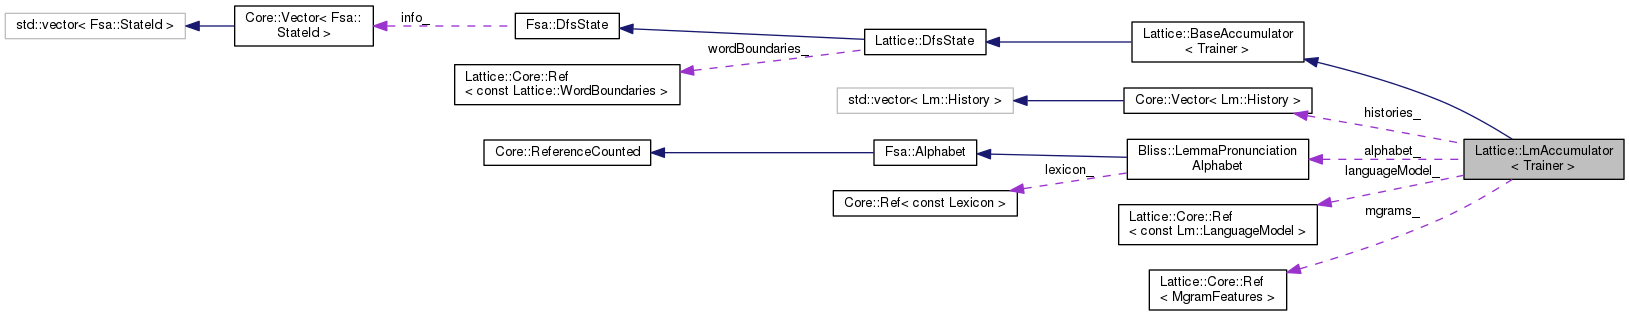 std::vector< Fsa::StateId >
Core::Vector< Fsa::
StateId >
info_
Fsa::DfsState
wordBoundaries_
Lattice::Core::Ref
< const Lattice::WordBoundaries >
Lattice::DfsState
Lattice::BaseAccumulator
< Trainer >
std::vector< Lm::History >
Core::Vector< Lm::History >
histories_
Core::ReferenceCounted
Fsa::Alphabet
Bliss::LemmaPronunciation
Alphabet
alphabet_
Lattice::LmAccumulator
< Trainer >
lexicon_
languageModel_
Core::Ref< const Lexicon >
Lattice::Core::Ref
< const Lm::LanguageModel >
mgrams_
Lattice::Core::Ref
< MgramFeatures >